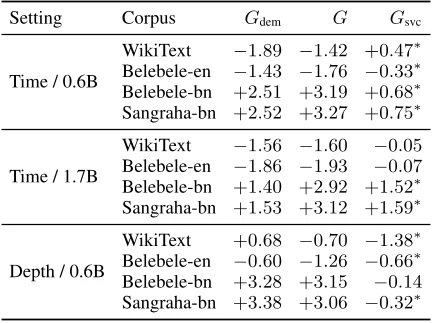 Setting Corpus G_dem G G_svc
Time / 0.6B
WikiText −1.89 −1.42 +0.47*
Belebele-en −1.43 −1.76 −0.33*
Belebele-bn +2.51 +3.19 +0.68*
Sangraha-bn +2.52 +3.27 +0.75*
Time / 1.7B
WikiText −1.56 −1.60 −0.05
Belebele-en −1.86 −1.93 −0.07
Belebele-bn +1.40 +2.92 +1.52*
Sangraha-bn +1.53 +3.12 +1.59*
Depth / 0.6B
WikiText +0.68 −0.70 −1.38*
Belebele-en −0.60 −1.26 −0.66*
Belebele-bn +3.28 +3.15 −0.14
Sangraha-bn +3.38 +3.06 −0.32*